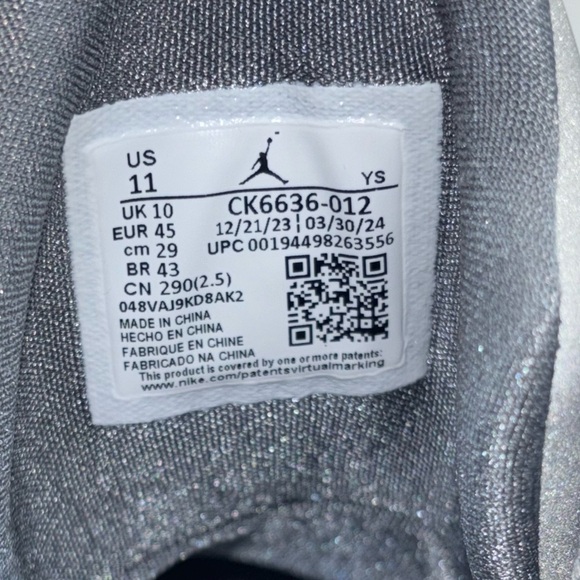 US
11
YS
UK 10
EUR 45
cm 29
BR 43
CN 290(2.5)
CK6636-012
12/21/23 | 03/30/24
UPC 00194498263556
048VAJ9KD8AK2
MADE IN CHINA
HECHO EN CHINA
FABRIQUE EN CHINE
FABRICADO NA CHINA
This product is covered by one or more patents:
www.nike.com/patentsvirtualmarking